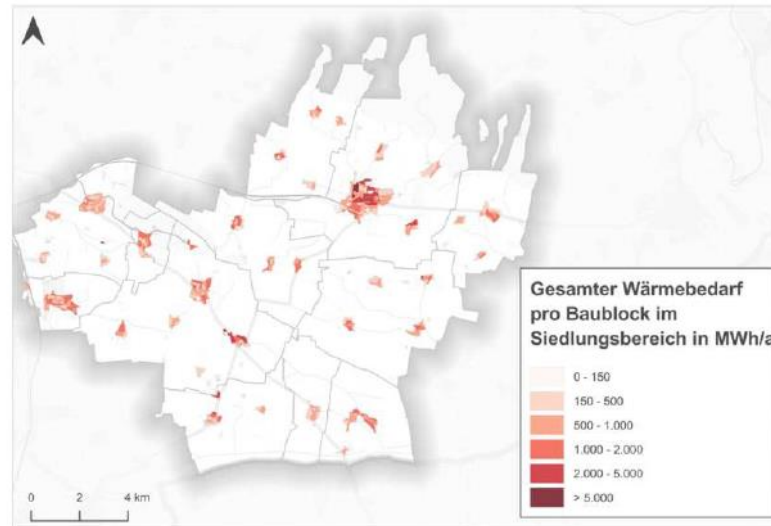 Gesamter Wärmebedarf
pro Baublock im
Siedlungsbereich in MWh/a
0 - 150
150 - 500
500 - 1.000
1.000 - 2.000
2.000 - 5.000
> 5.000
0 2 4 km